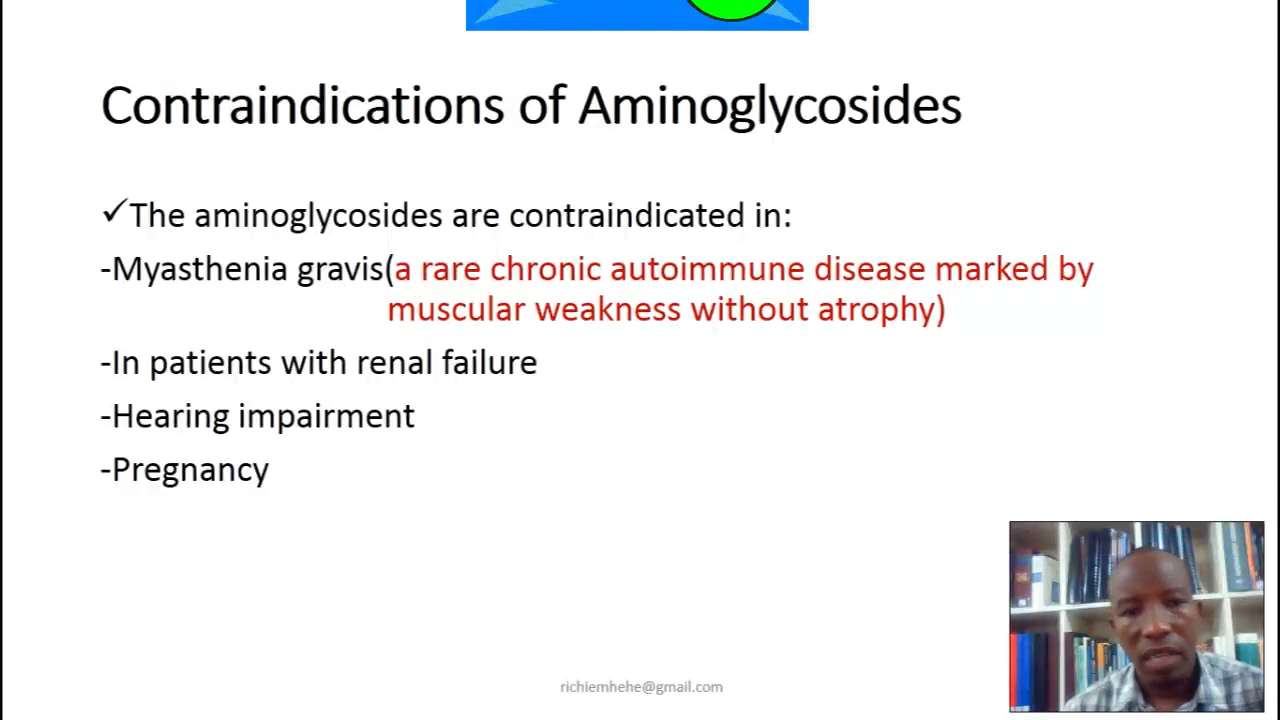 Contraindications of Aminoglycosides
✓The aminoglycosides are contraindicated in:
-Myasthenia gravis(a rare chronic autoimmune disease marked by
muscular weakness without atrophy)
-In patients with renal failure
-Hearing impairment
-Pregnancy
richiemhehe@gmail.com